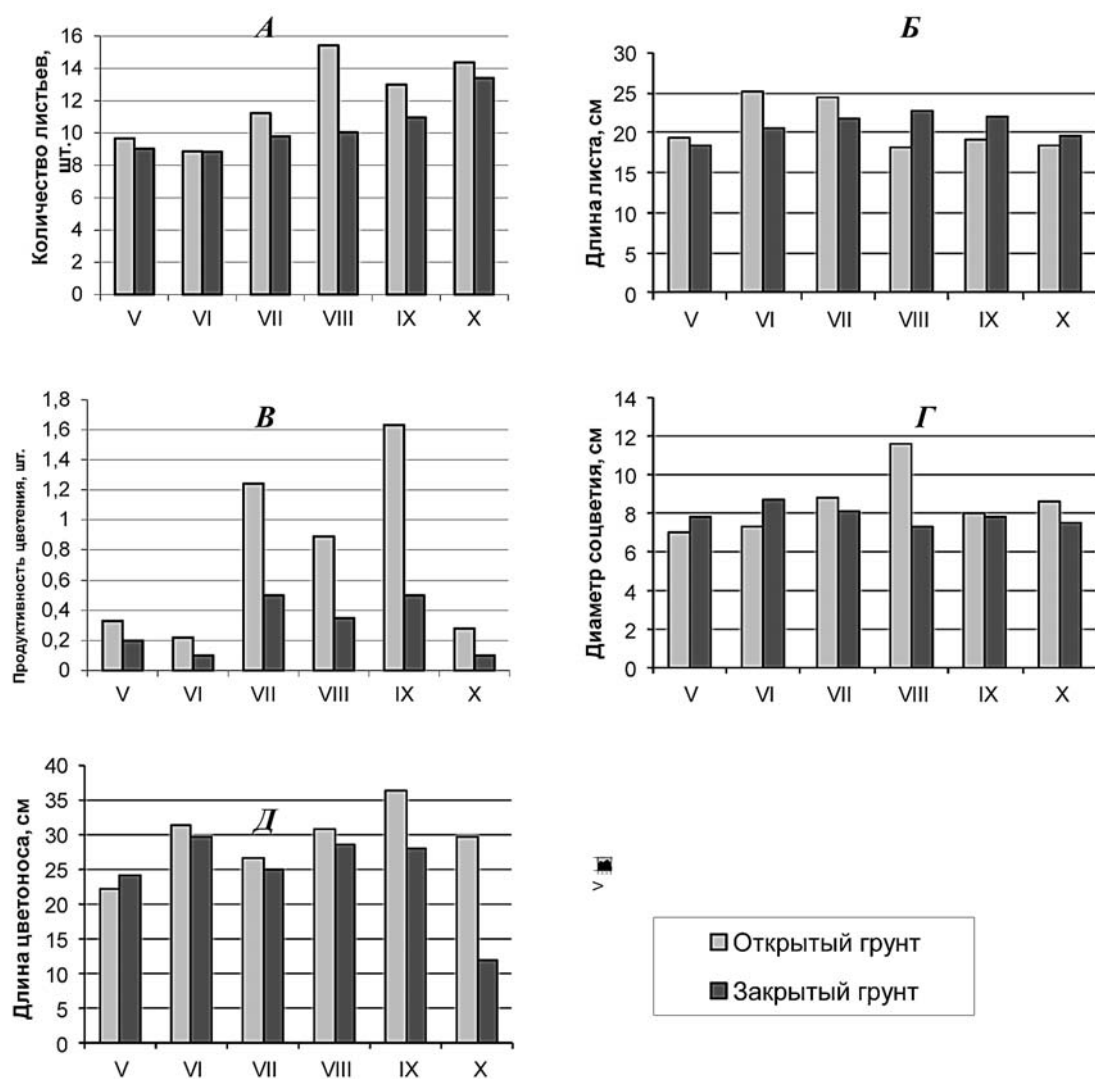 А
Количество листьев,
шт.
16
14
12
10
8
6
4
2
0
V VI VII VIII IX X
Б
Длина листа, см
30
25
20
15
10
5
0
V VI VII VIII IX X
В
Продуктивность цветения, шт.
1,8
1,6
1,4
1,2
1
0,8
0,6
0,4
0,2
0
V VI VII VIII IX X
Г
Диаметр соцветия, см
14
12
10
8
6
4
2
0
V VI VII VIII IX X
Д
Длина цветоноса, см
40
35
30
25
20
15
10
5
0
V VI VII VIII IX X
V
Открытый грунт
Закрытый грунт